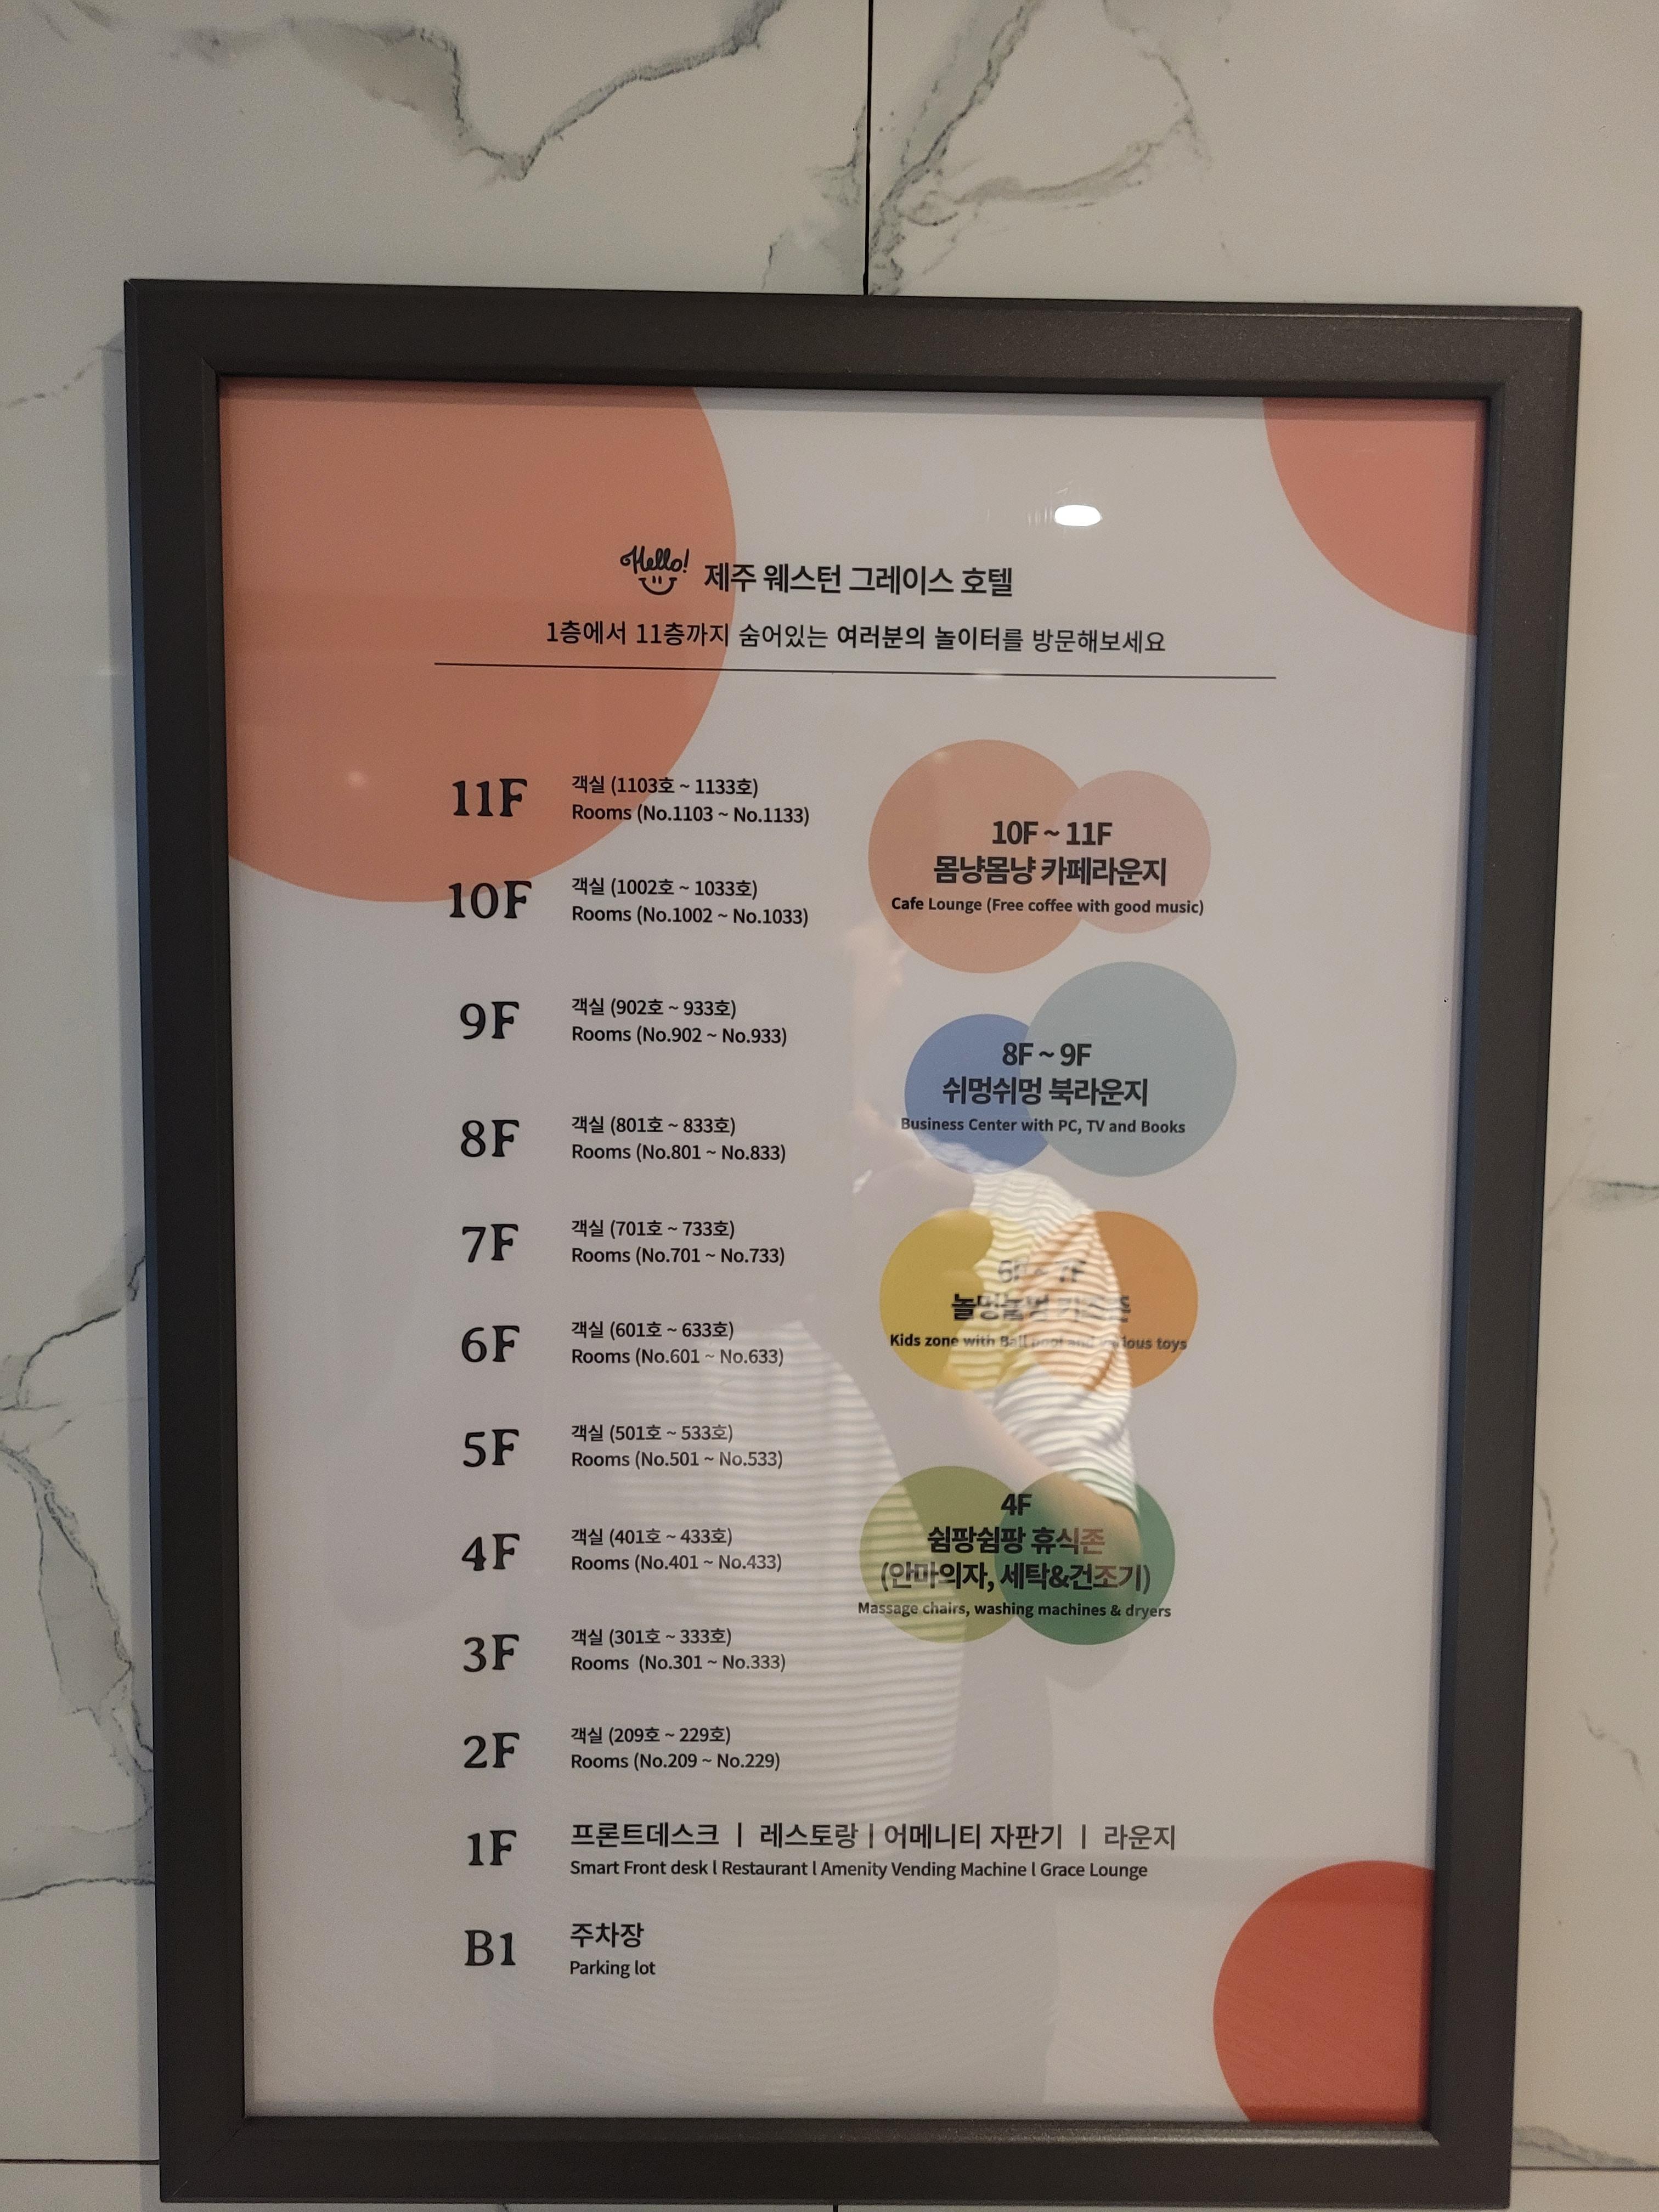 Hello! 제주 웨스턴 그레이스 호텔
1층에서 11층까지 숨어있는 여러분의 놀이터를 방문해보세요
11F
객실 (1103호 ~ 1133호)
Rooms (No.1103 ~ No.1133)
10F
객실 (1002호 ~ 1033호)
Rooms (No.1002 ~ No.1033)
10F ~ 11F
몸냥몸냥 카페라운지
Cafe Lounge (Free coffee with good music)
9F
객실 (902호 ~ 933호)
Rooms (No.902 ~ No.933)
8F
객실 (801호 ~ 833호)
Rooms (No.801 ~ No.833)
8F ~ 9F
쉬멍쉬멍 북라운지
Business Center with PC, TV and Books
7F
객실 (701호 ~ 733호)
Rooms (No.701 ~ No.733)
6F
객실 (601호 ~ 633호)
Rooms (No.601 ~ No.633)
6F ~ 7F
놀멍놀멍 키즈존
Kids zone with Ball pool and various toys
5F
객실 (501호 ~ 533호)
Rooms (No.501 ~ No.533)
4F
객실 (401호 ~ 433호)
Rooms (No.401 ~ No.433)
4F
쉼팡쉼팡 휴식존
(안마의자, 세탁&건조기)
Massage chairs, washing machines & dryers
3F
객실 (301호 ~ 333호)
Rooms (No.301 ~ No.333)
2F
객실 (209호 ~ 229호)
Rooms (No.209 ~ No.229)
1F
프론트데스크 | 레스토랑 | 어메니티 자판기 | 라운지
Smart Front desk l Restaurant l Amenity Vending Machine l Grace Lounge
B1
주차장
Parking lot